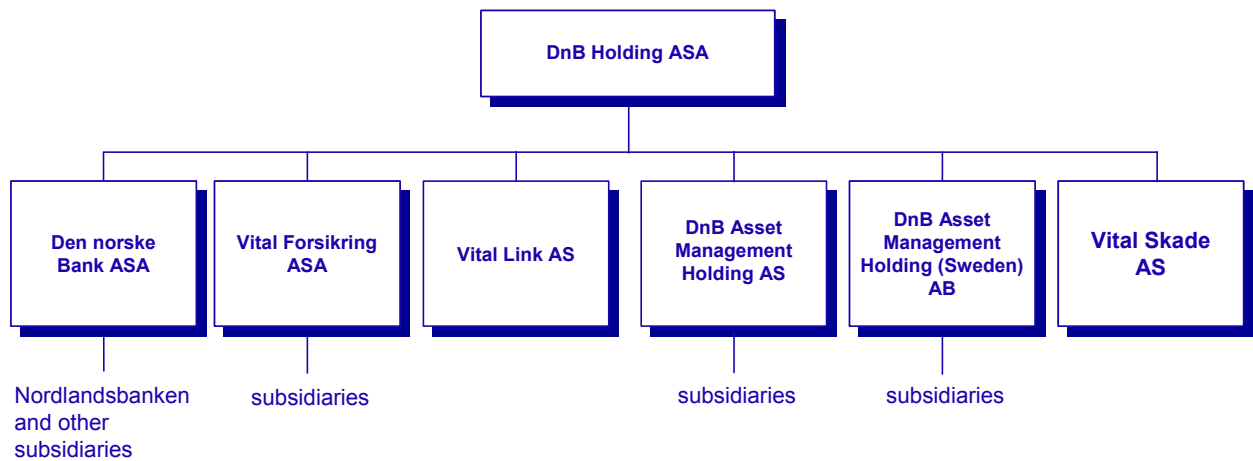 DnB Holding ASA
Den norske
Bank ASA
Vital Forsikring
ASA
Vital Link AS
DnB Asset
Management
Holding AS
DnB Asset
Management
Holding (Sweden)
AB
Vital Skade
AS
Nordlandsbanken
and other
subsidiaries
subsidiaries
subsidiaries
subsidiaries